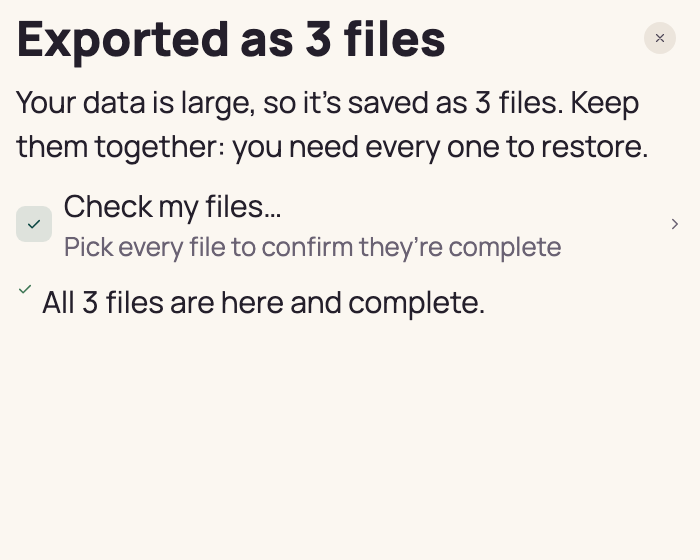 Exported as 3 files
Your data is large, so it’s saved as 3 files. Keep
them together: you need every one to restore.
Check my files…
Pick every file to confirm they’re complete
All 3 files are here and complete.